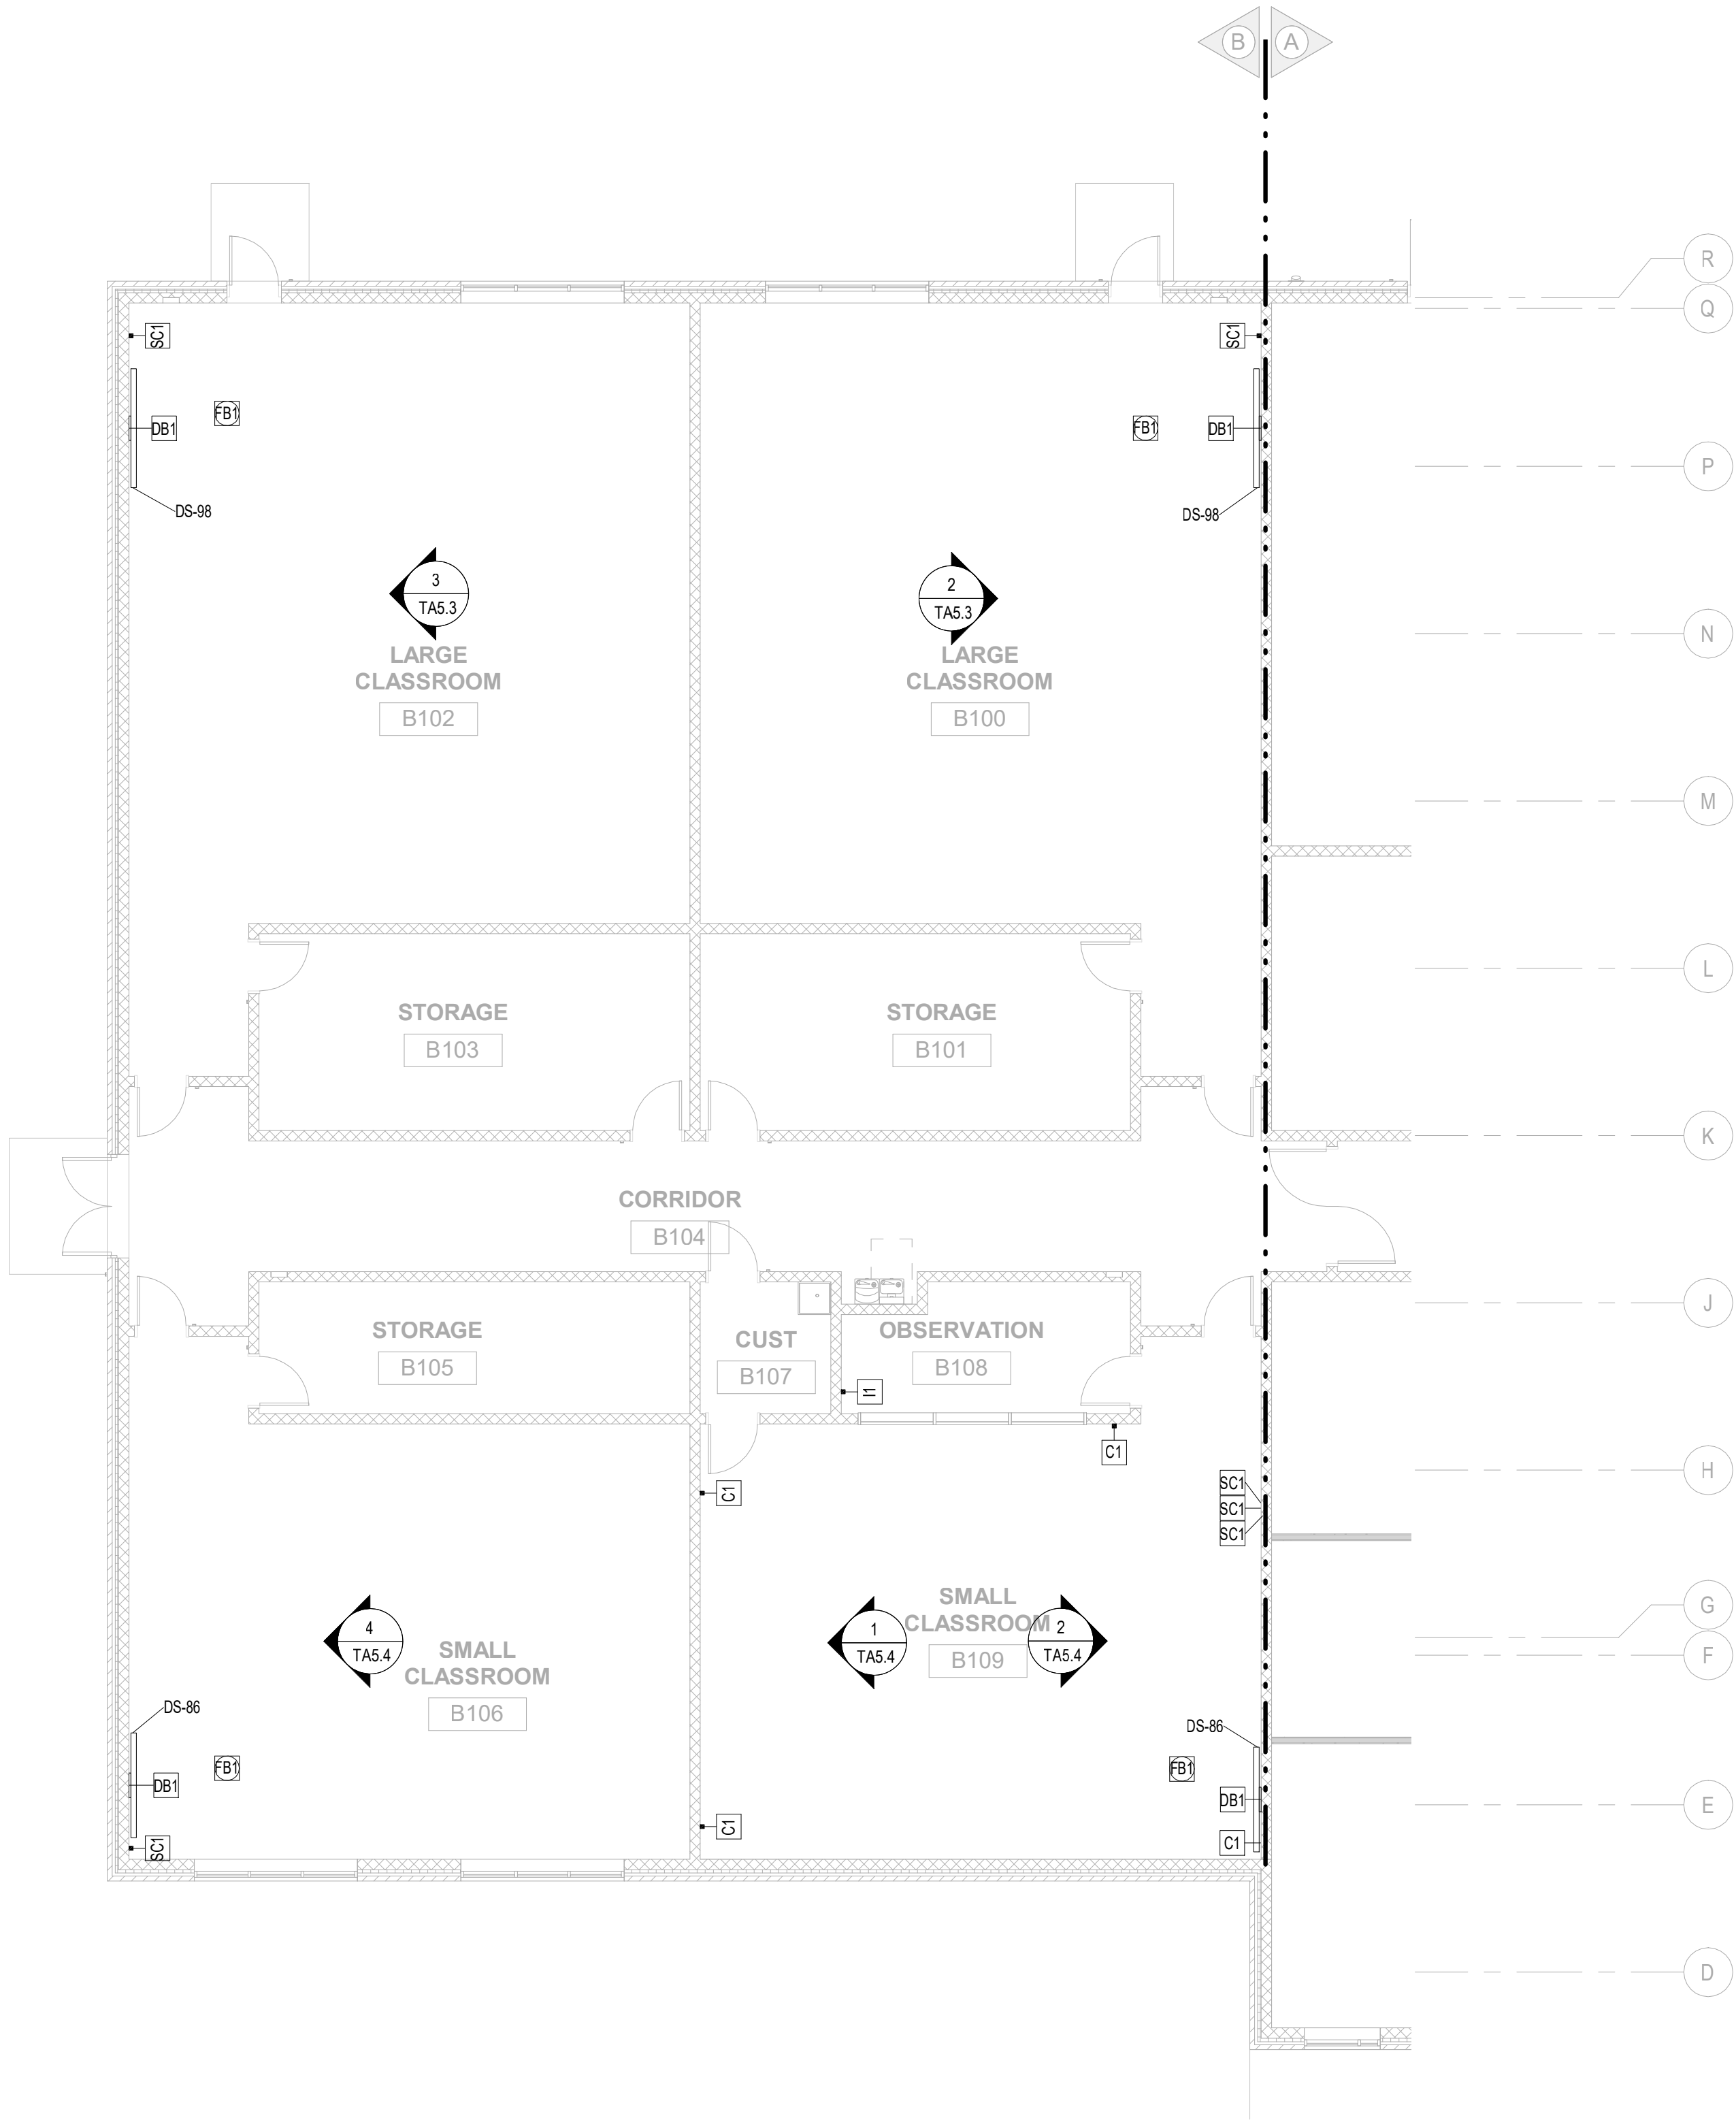 B
A
R
Q
SC1
SC1
FB1
DB1
FB1
DB1
P
DS-98
DS-98
3
TA5.3
2
TA5.3
N
LARGE
CLASSROOM
B102
LARGE
CLASSROOM
B100
M
L
STORAGE
B103
STORAGE
B101
K
CORRIDOR
B104
J
STORAGE
B105
CUST
B107
OBSERVATION
B108
I1
C1
H
C1
SC1
SC1
SC1
G
F
4
TA5.4
SMALL
CLASSROOM
B106
1
TA5.4
SMALL
CLASSROOM
B109
2
TA5.4
DS-86
DS-86
FB1
DB1
FB1
DB1
E
SC1
C1
C1
D